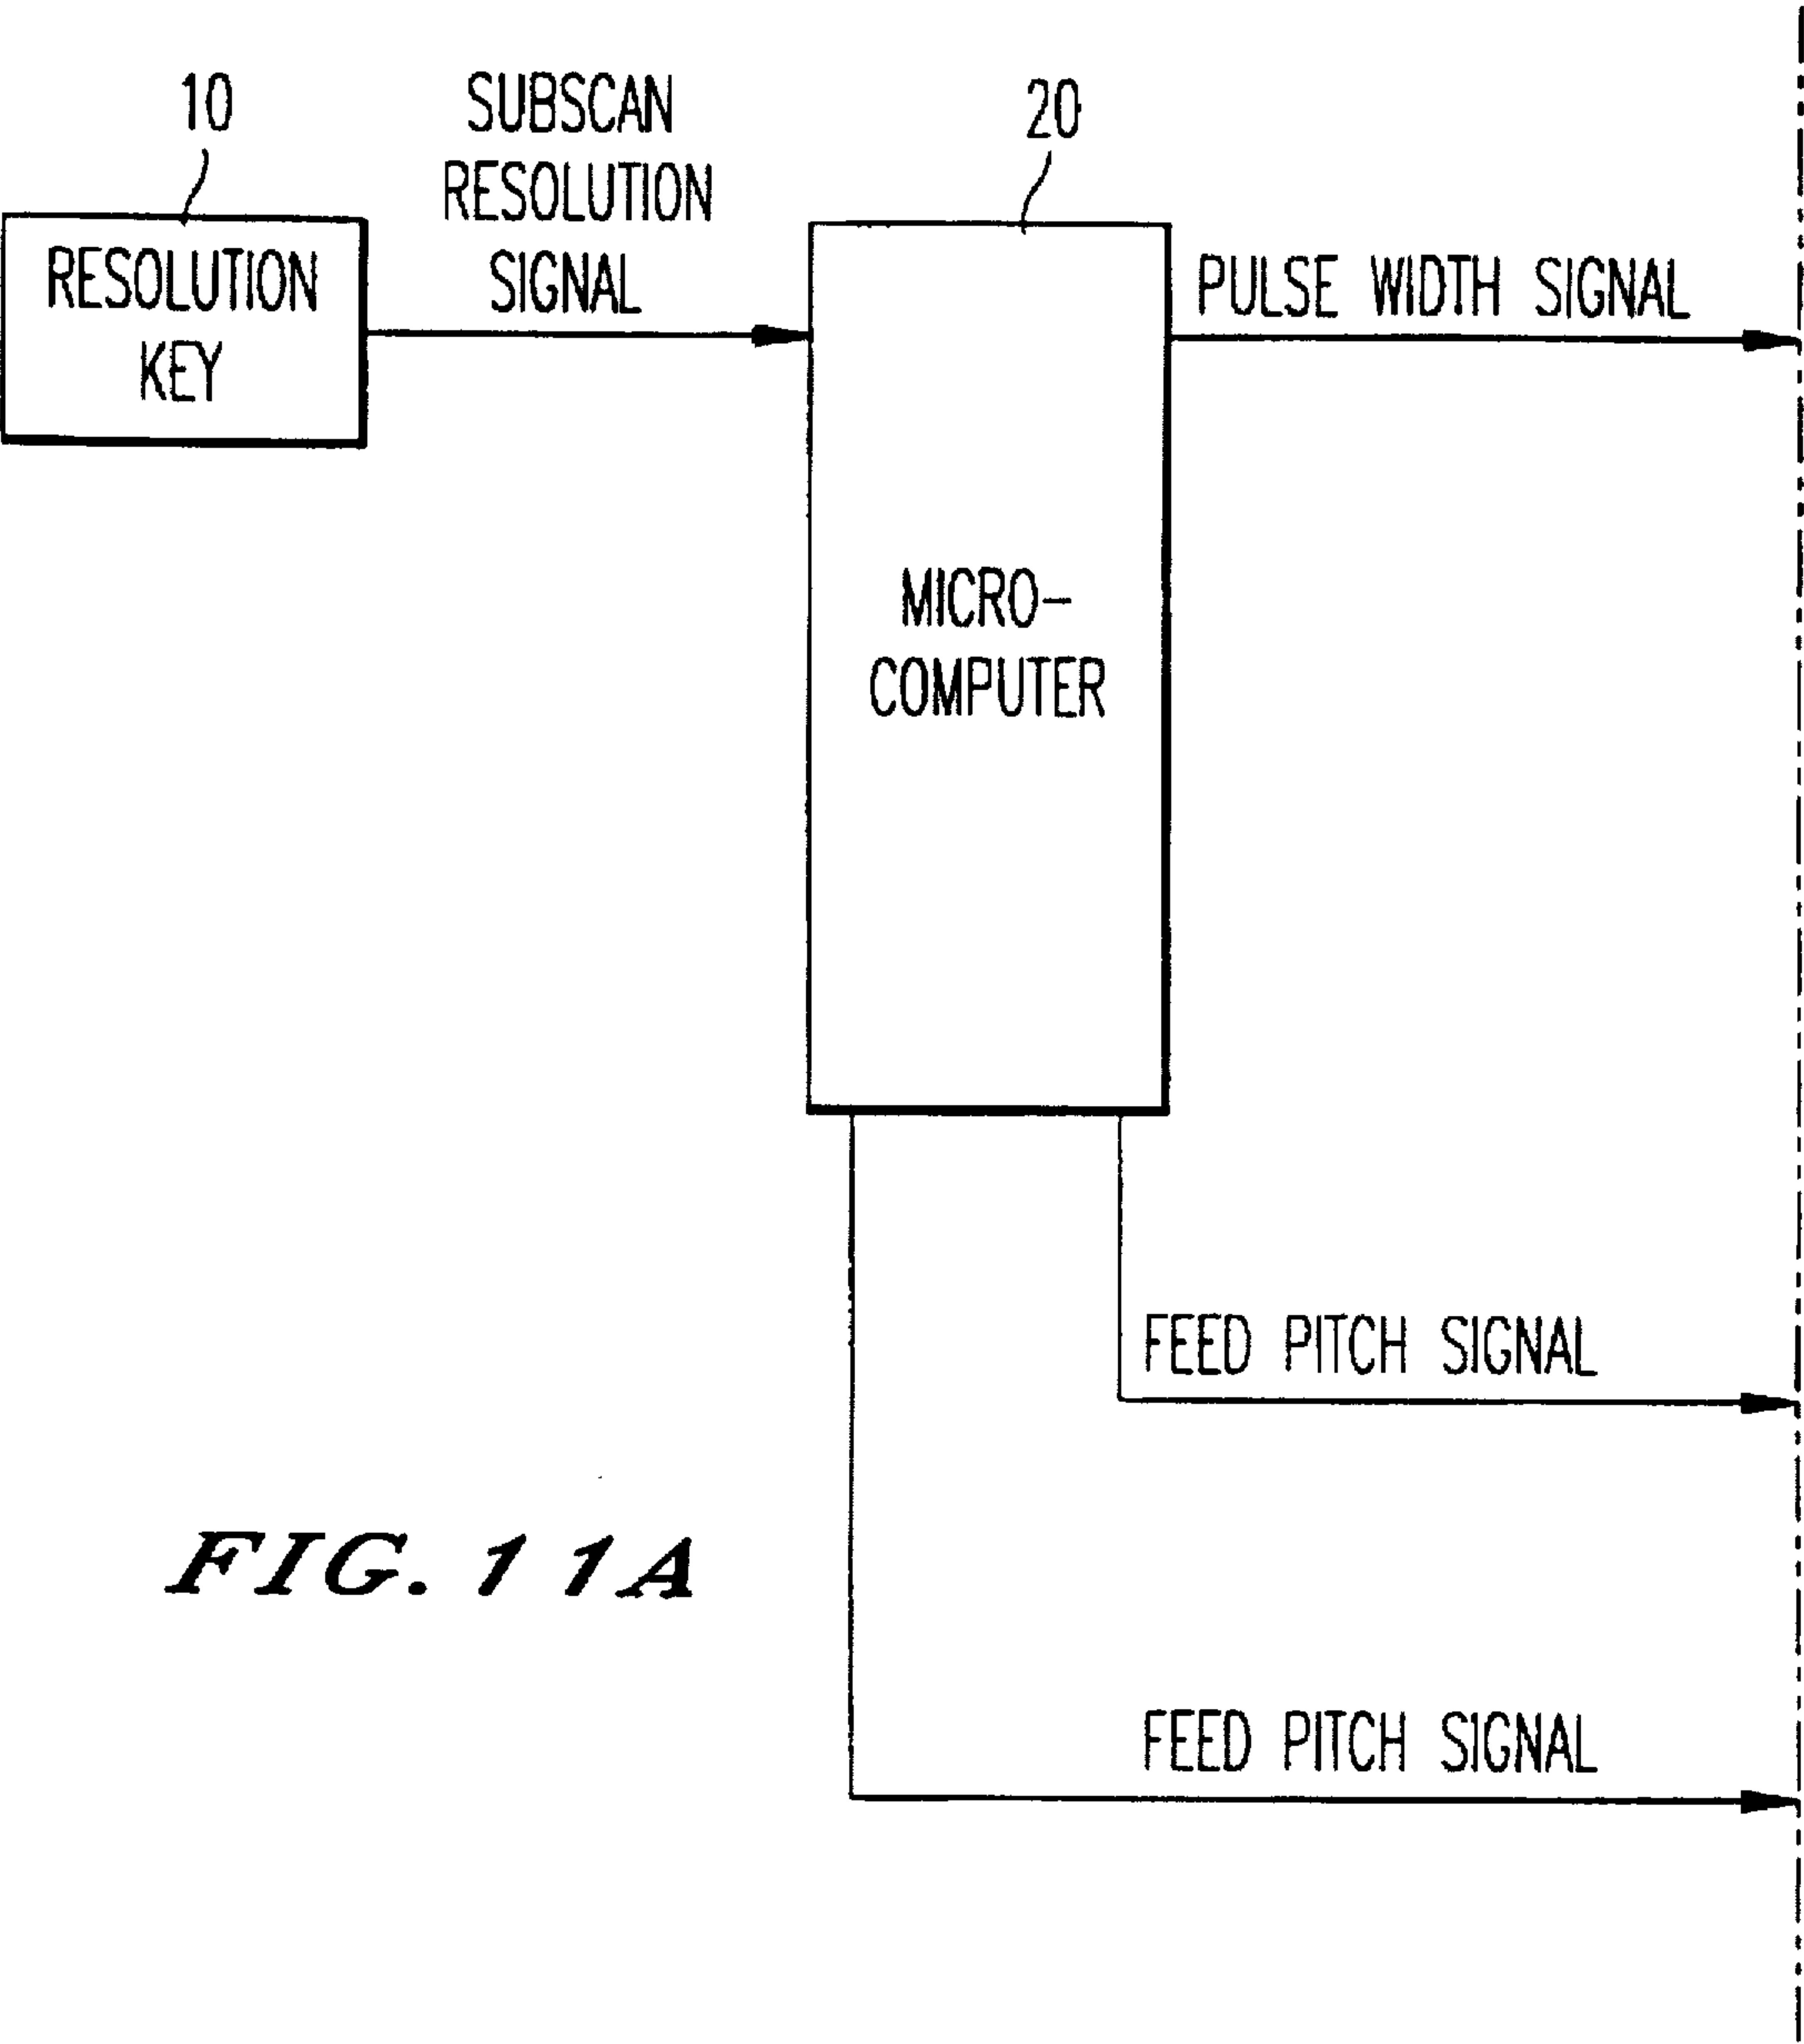 10
SUBSCAN
RESOLUTION
SIGNAL
20
RESOLUTION
KEY
PULSE WIDTH SIGNAL
MICRO-
COMPUTER
FEED PITCH SIGNAL
FEED PITCH SIGNAL
FIG. 11A